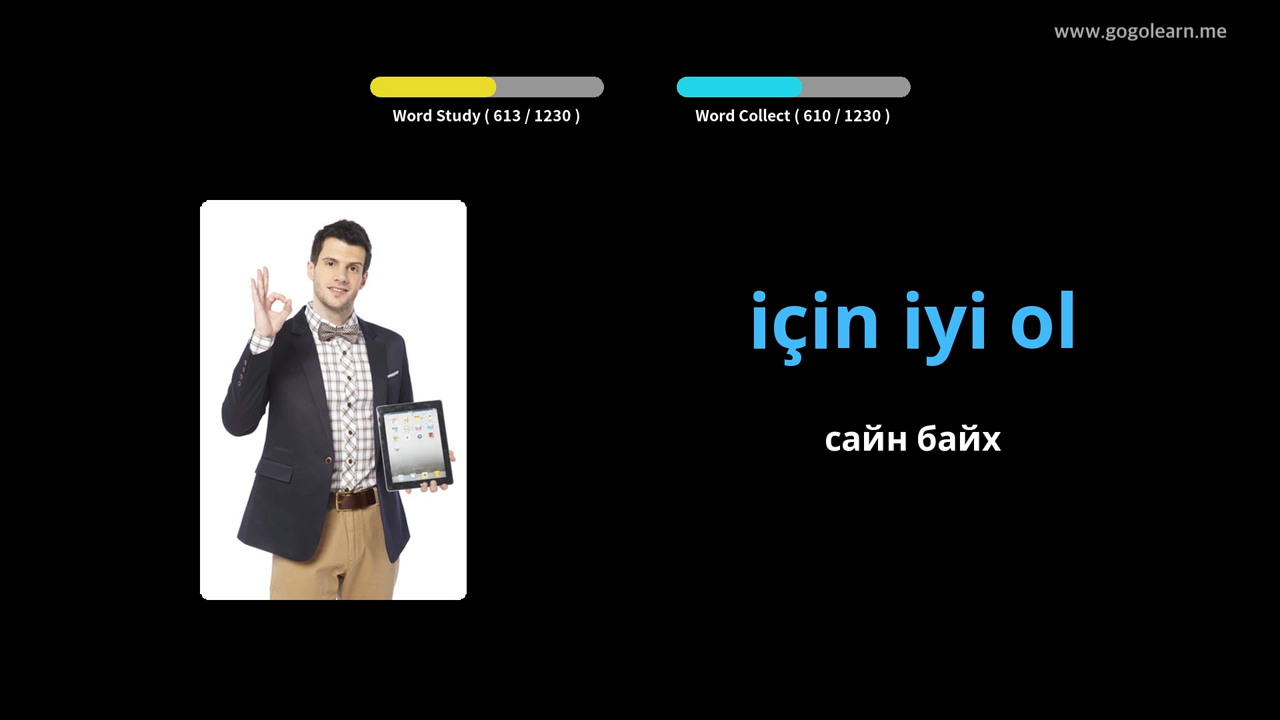 www.gogolearn.me
Word Study ( 613 / 1230 )
Word Collect ( 610 / 1230 )
için iyi ol
сайн байх